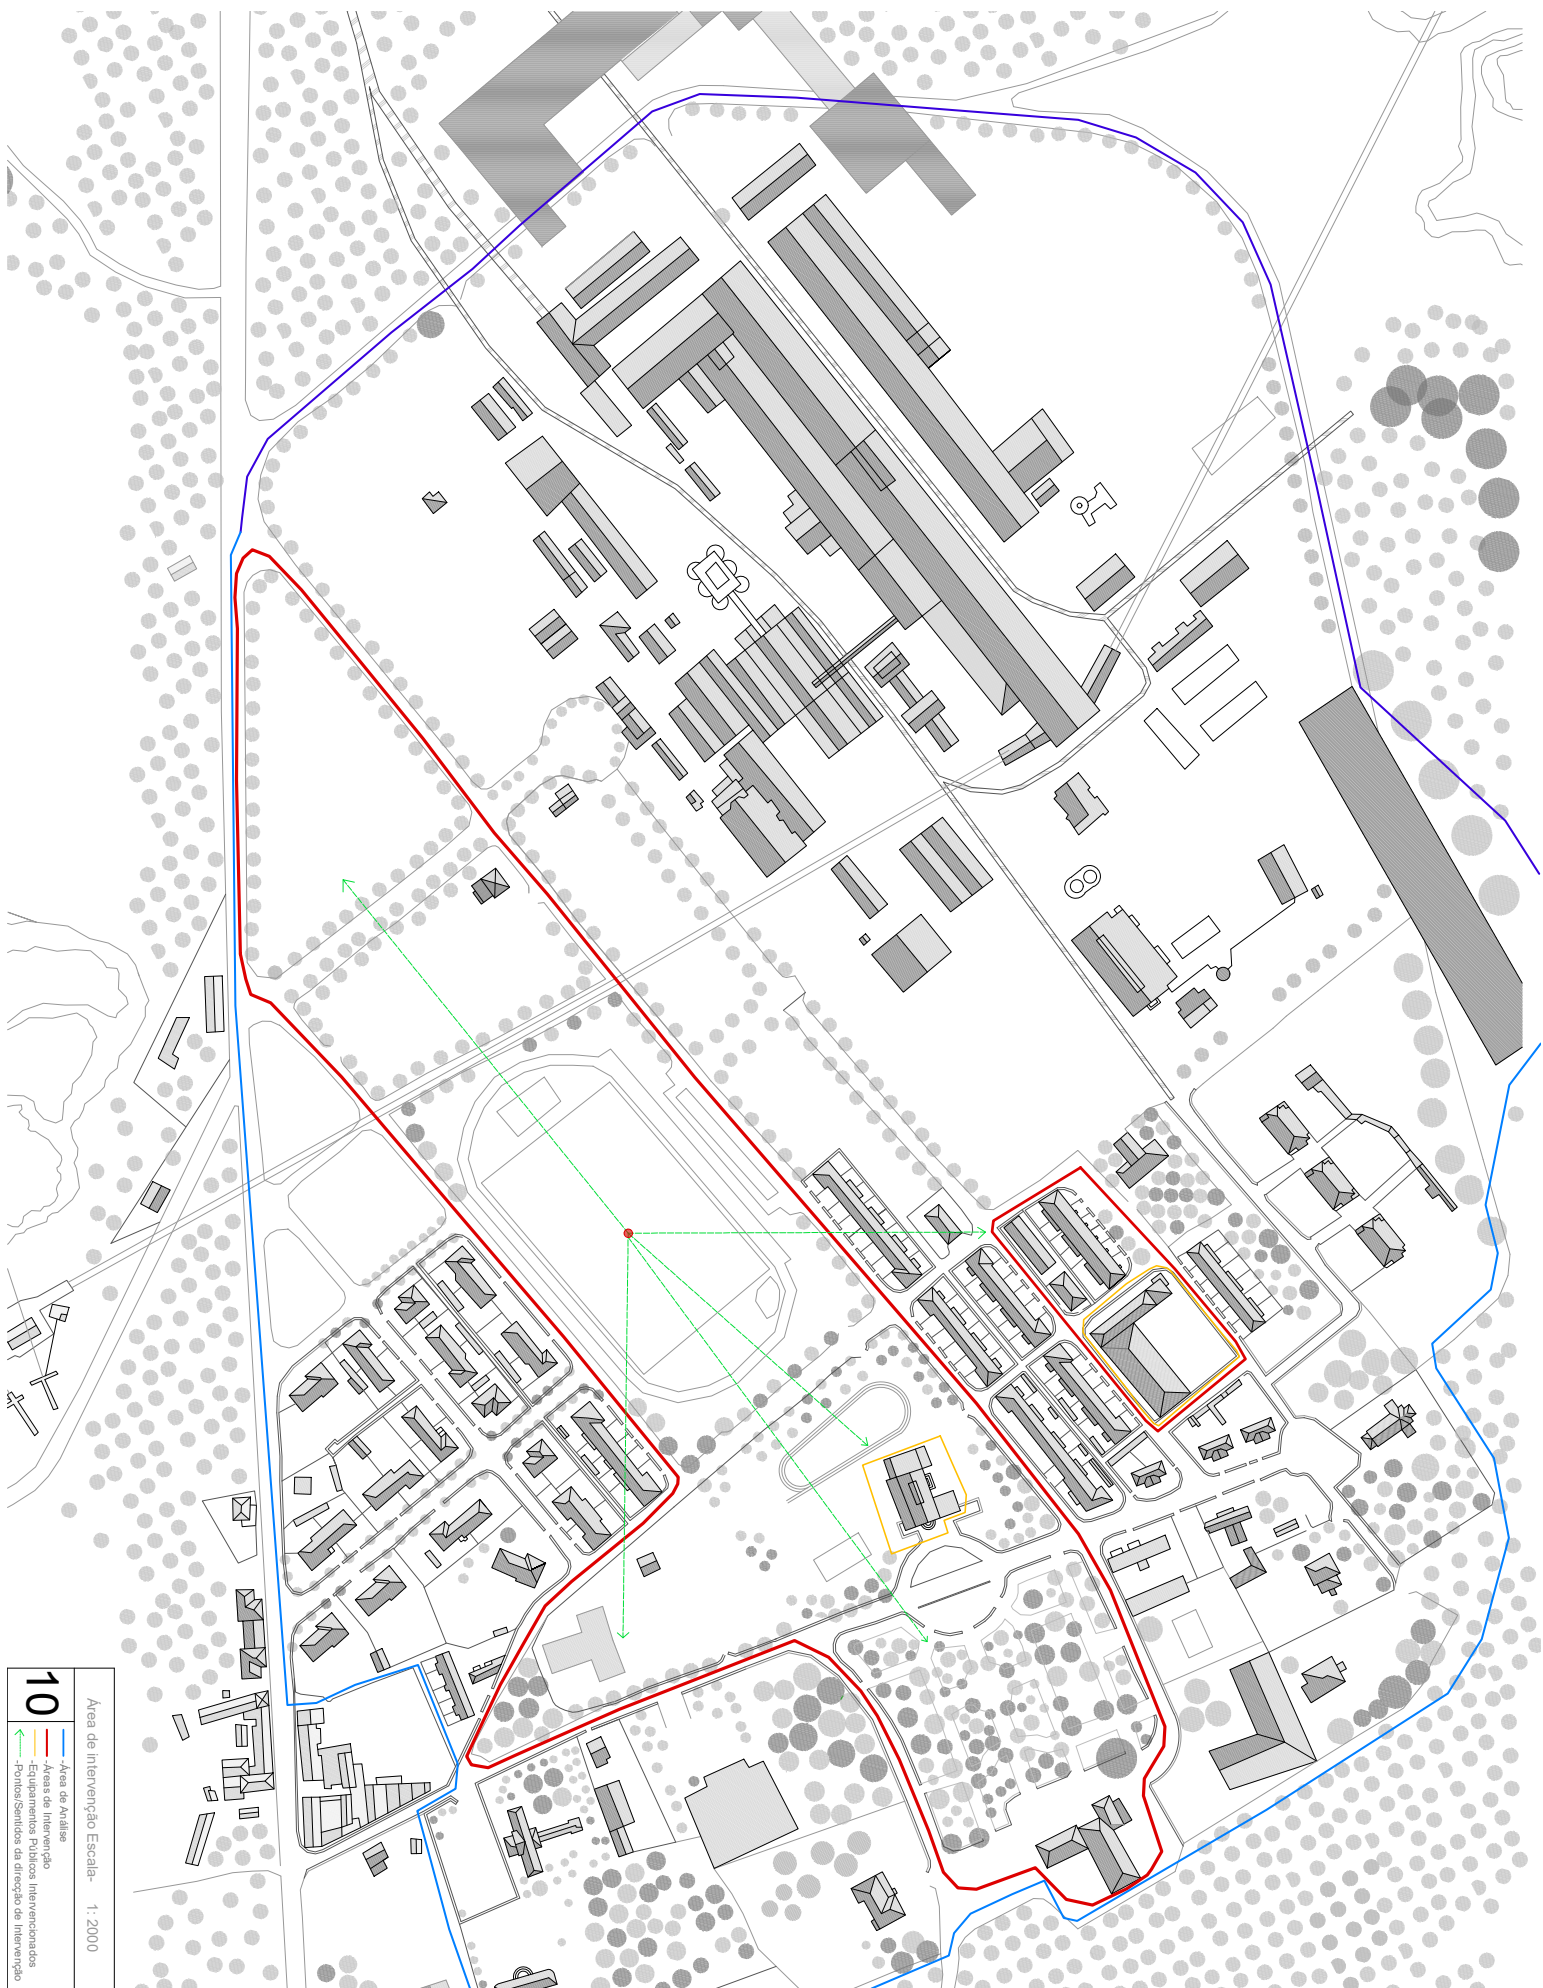 Área de intervenção Escala- 1: 2000
10
-Área de Análise
-Áreas de Intervenção
-Equipamentos Públicos Intervencionados
-Pontos/Sentidos da direcção de Intervenção